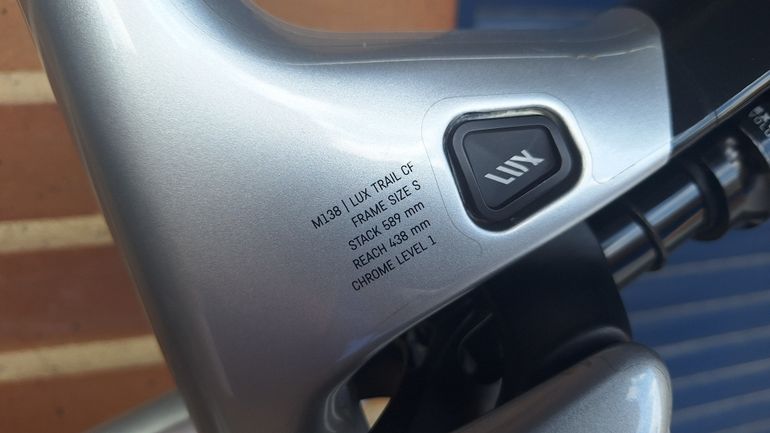 M138 | LUX TRAIL CF
FRAME SIZE S
STACK 589 mm
REACH 438 mm
CHROME LEVEL 1
LUX